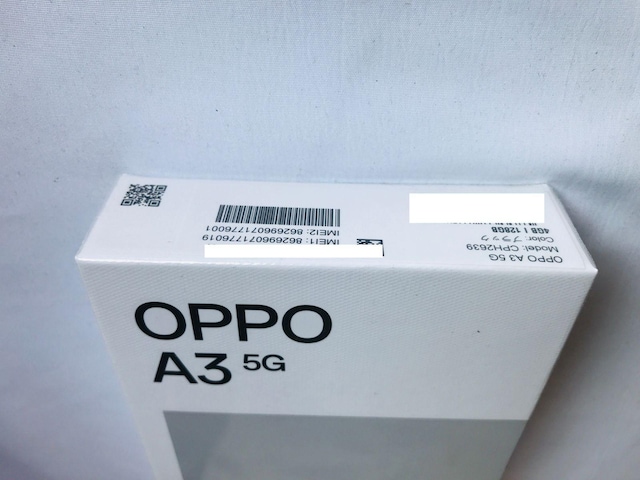 OPPO
A3 5G
OPPO A3 5G
Model: CPH2639
Color: ブラック
4GB | 128GB
IMEI1: 862696071776019
IMEI2: 862696071776001